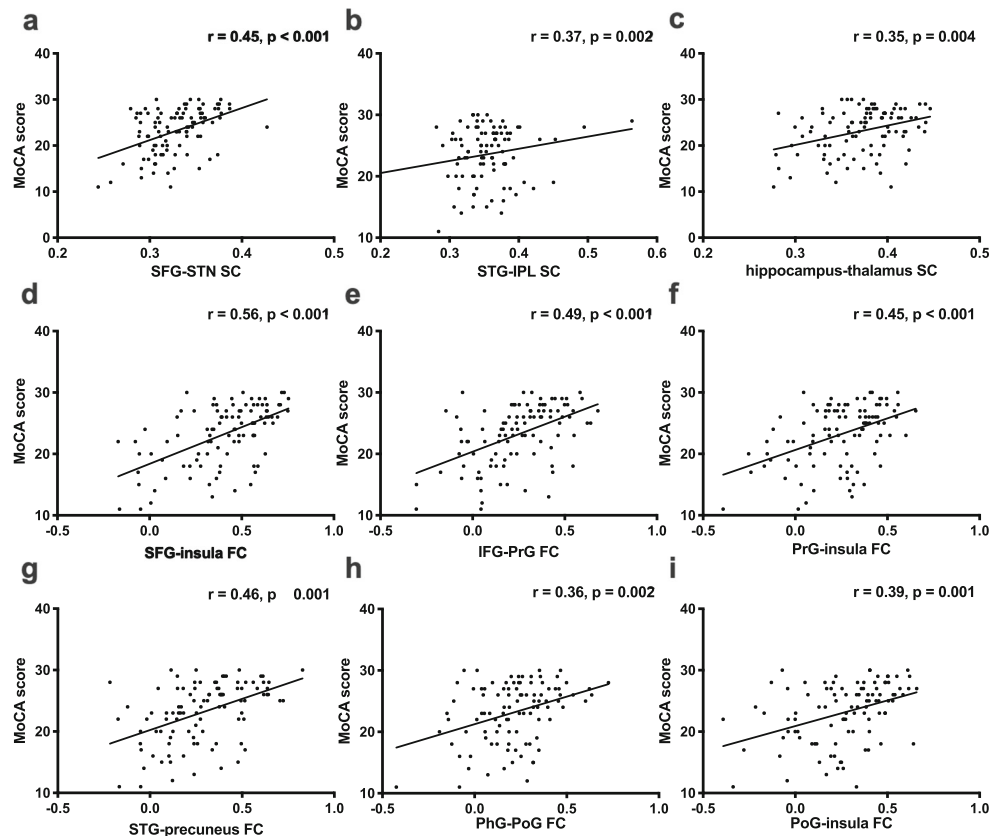 a
r = 0.45, p < 0.001
MoCA score
40
30
20
10
0
0.2 0.3 0.4 0.5
SFG-STN SC
b
r = 0.37, p = 0.002
MoCA score
40
30
20
10
0.2 0.3 0.4 0.5 0.6
STG-IPL SC
c
r = 0.35, p = 0.004
MoCA score
40
30
20
10
0
0.2 0.3 0.4 0.5
hippocampus-thalamus SC
d
r = 0.56, p < 0.001
MoCA score
40
30
20
10
-0.5 0.0 0.5 1.0
SFG-insula FC
e
r = 0.49, p < 0.001
MoCA score
40
30
20
10
-0.5 0.0 0.5 1.0
IFG-PrG FC
f
r = 0.45, p < 0.001
MoCA score
40
30
20
10
-0.5 0.0 0.5 1.0
PrG-insula FC
g
r = 0.46, p 0.001
MoCA score
40
30
20
10
-0.5 0.0 0.5 1.0
STG-precuneus FC
h
r = 0.36, p = 0.002
MoCA score
40
30
20
10
-0.5 0.0 0.5 1.0
PhG-PoG FC
i
r = 0.39, p = 0.001
MoCA score
40
30
20
10
-0.5 0.0 0.5 1.0
PoG-insula FC